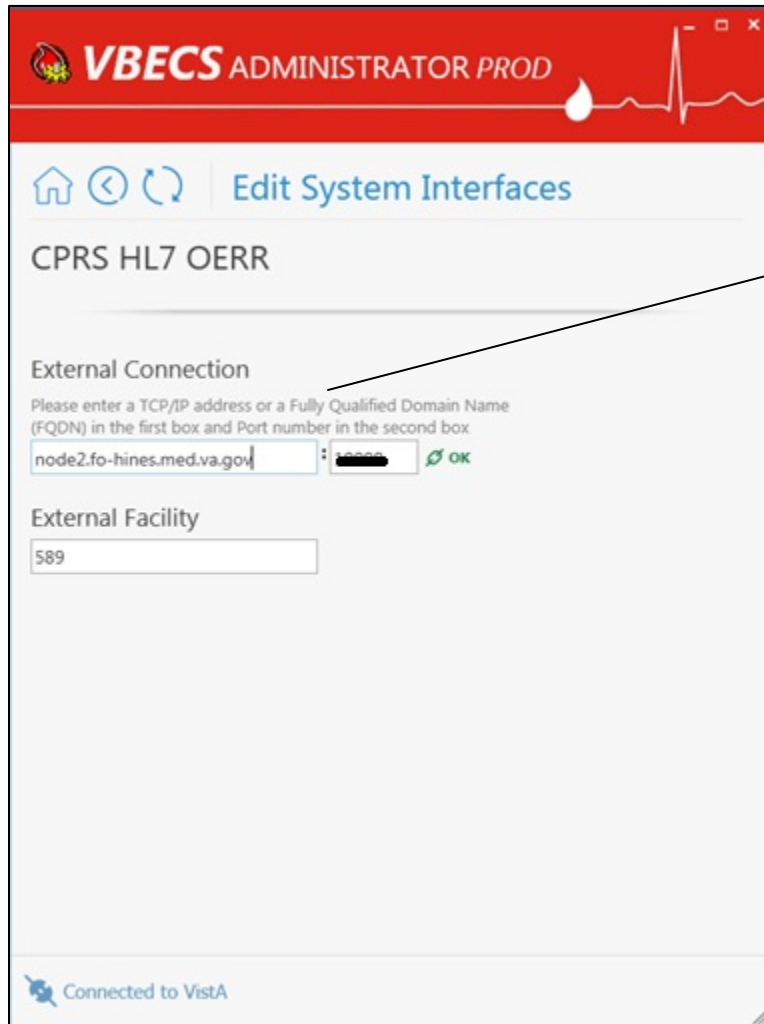 VBECS ADMINISTRATOR PROD
Edit System Interfaces
CPRS HL7 OERR
External Connection
Please enter a TCP/IP address or a Fully Qualified Domain Name
(FQDN) in the first box and Port number in the second box
node2.fo-hines.med.va.gov : OK
External Facility
589
Connected to VistA